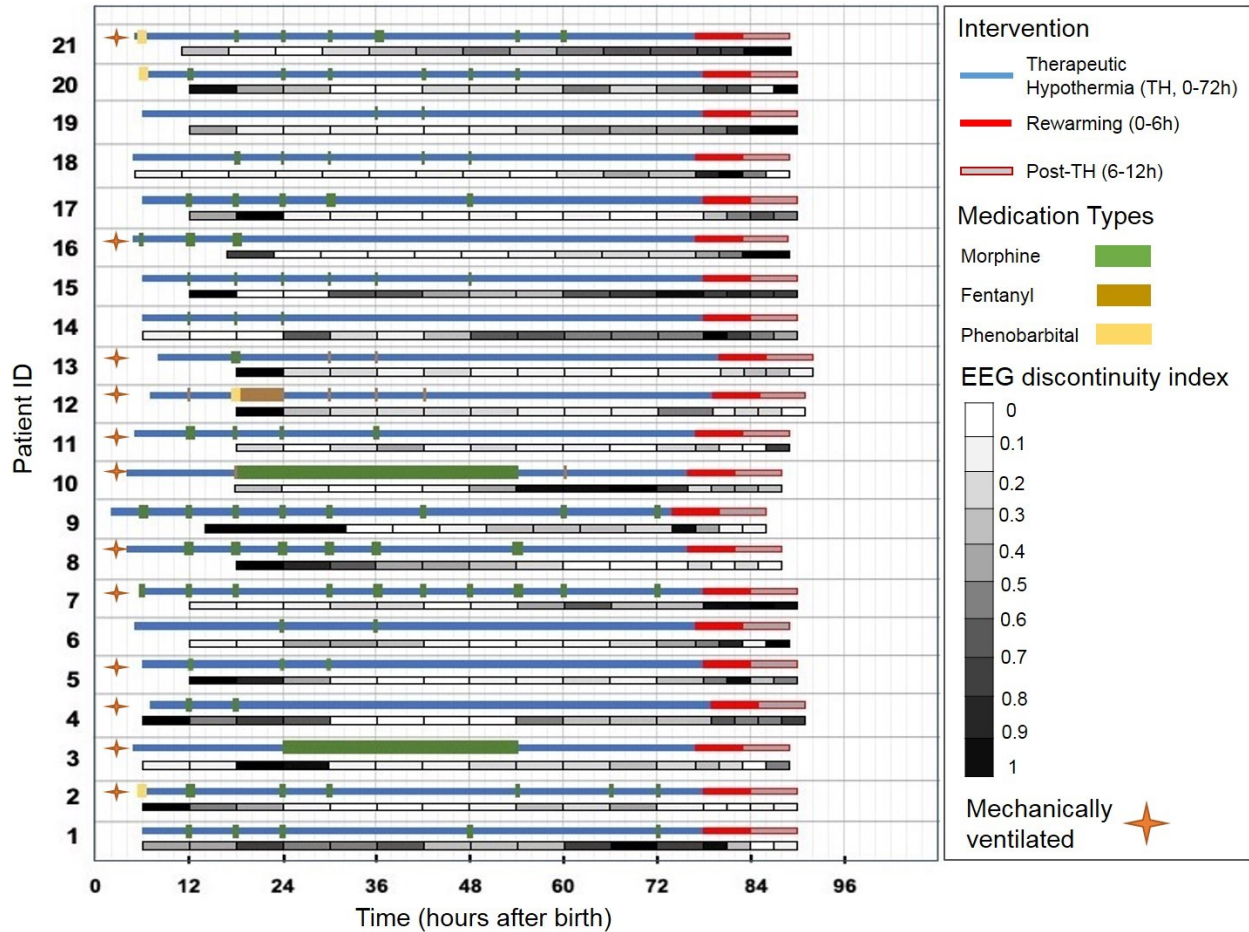 21
20
19
18
17
16
15
14
13
12
11
10
9
8
7
6
5
4
3
2
1
Patient ID
0 12 24 36 48 60 72 84 96
Time (hours after birth)
Intervention
Therapeutic
Hypothermia (TH, 0-72h)
Rewarming (0-6h)
Post-TH (6-12h)
Medication Types
Morphine
Fentanyl
Phenobarbital
EEG discontinuity index
0
0.1
0.2
0.3
0.4
0.5
0.6
0.7
0.8
0.9
1
Mechanically
ventilated